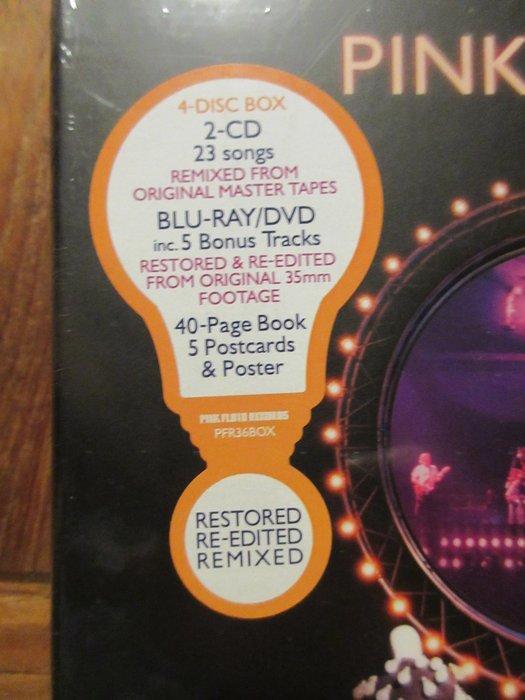 PINK
4-DISC BOX
2-CD
23 songs
REMIXED FROM
ORIGINAL MASTER TAPES
BLU-RAY/DVD
inc. 5 Bonus Tracks
RESTORED & RE-EDITED
FROM ORIGINAL 35mm
FOOTAGE
40-Page Book
5 Postcards
& Poster
PINK FLOYD RECORDS
PFR36BOX
RESTORED
RE-EDITED
REMIXED